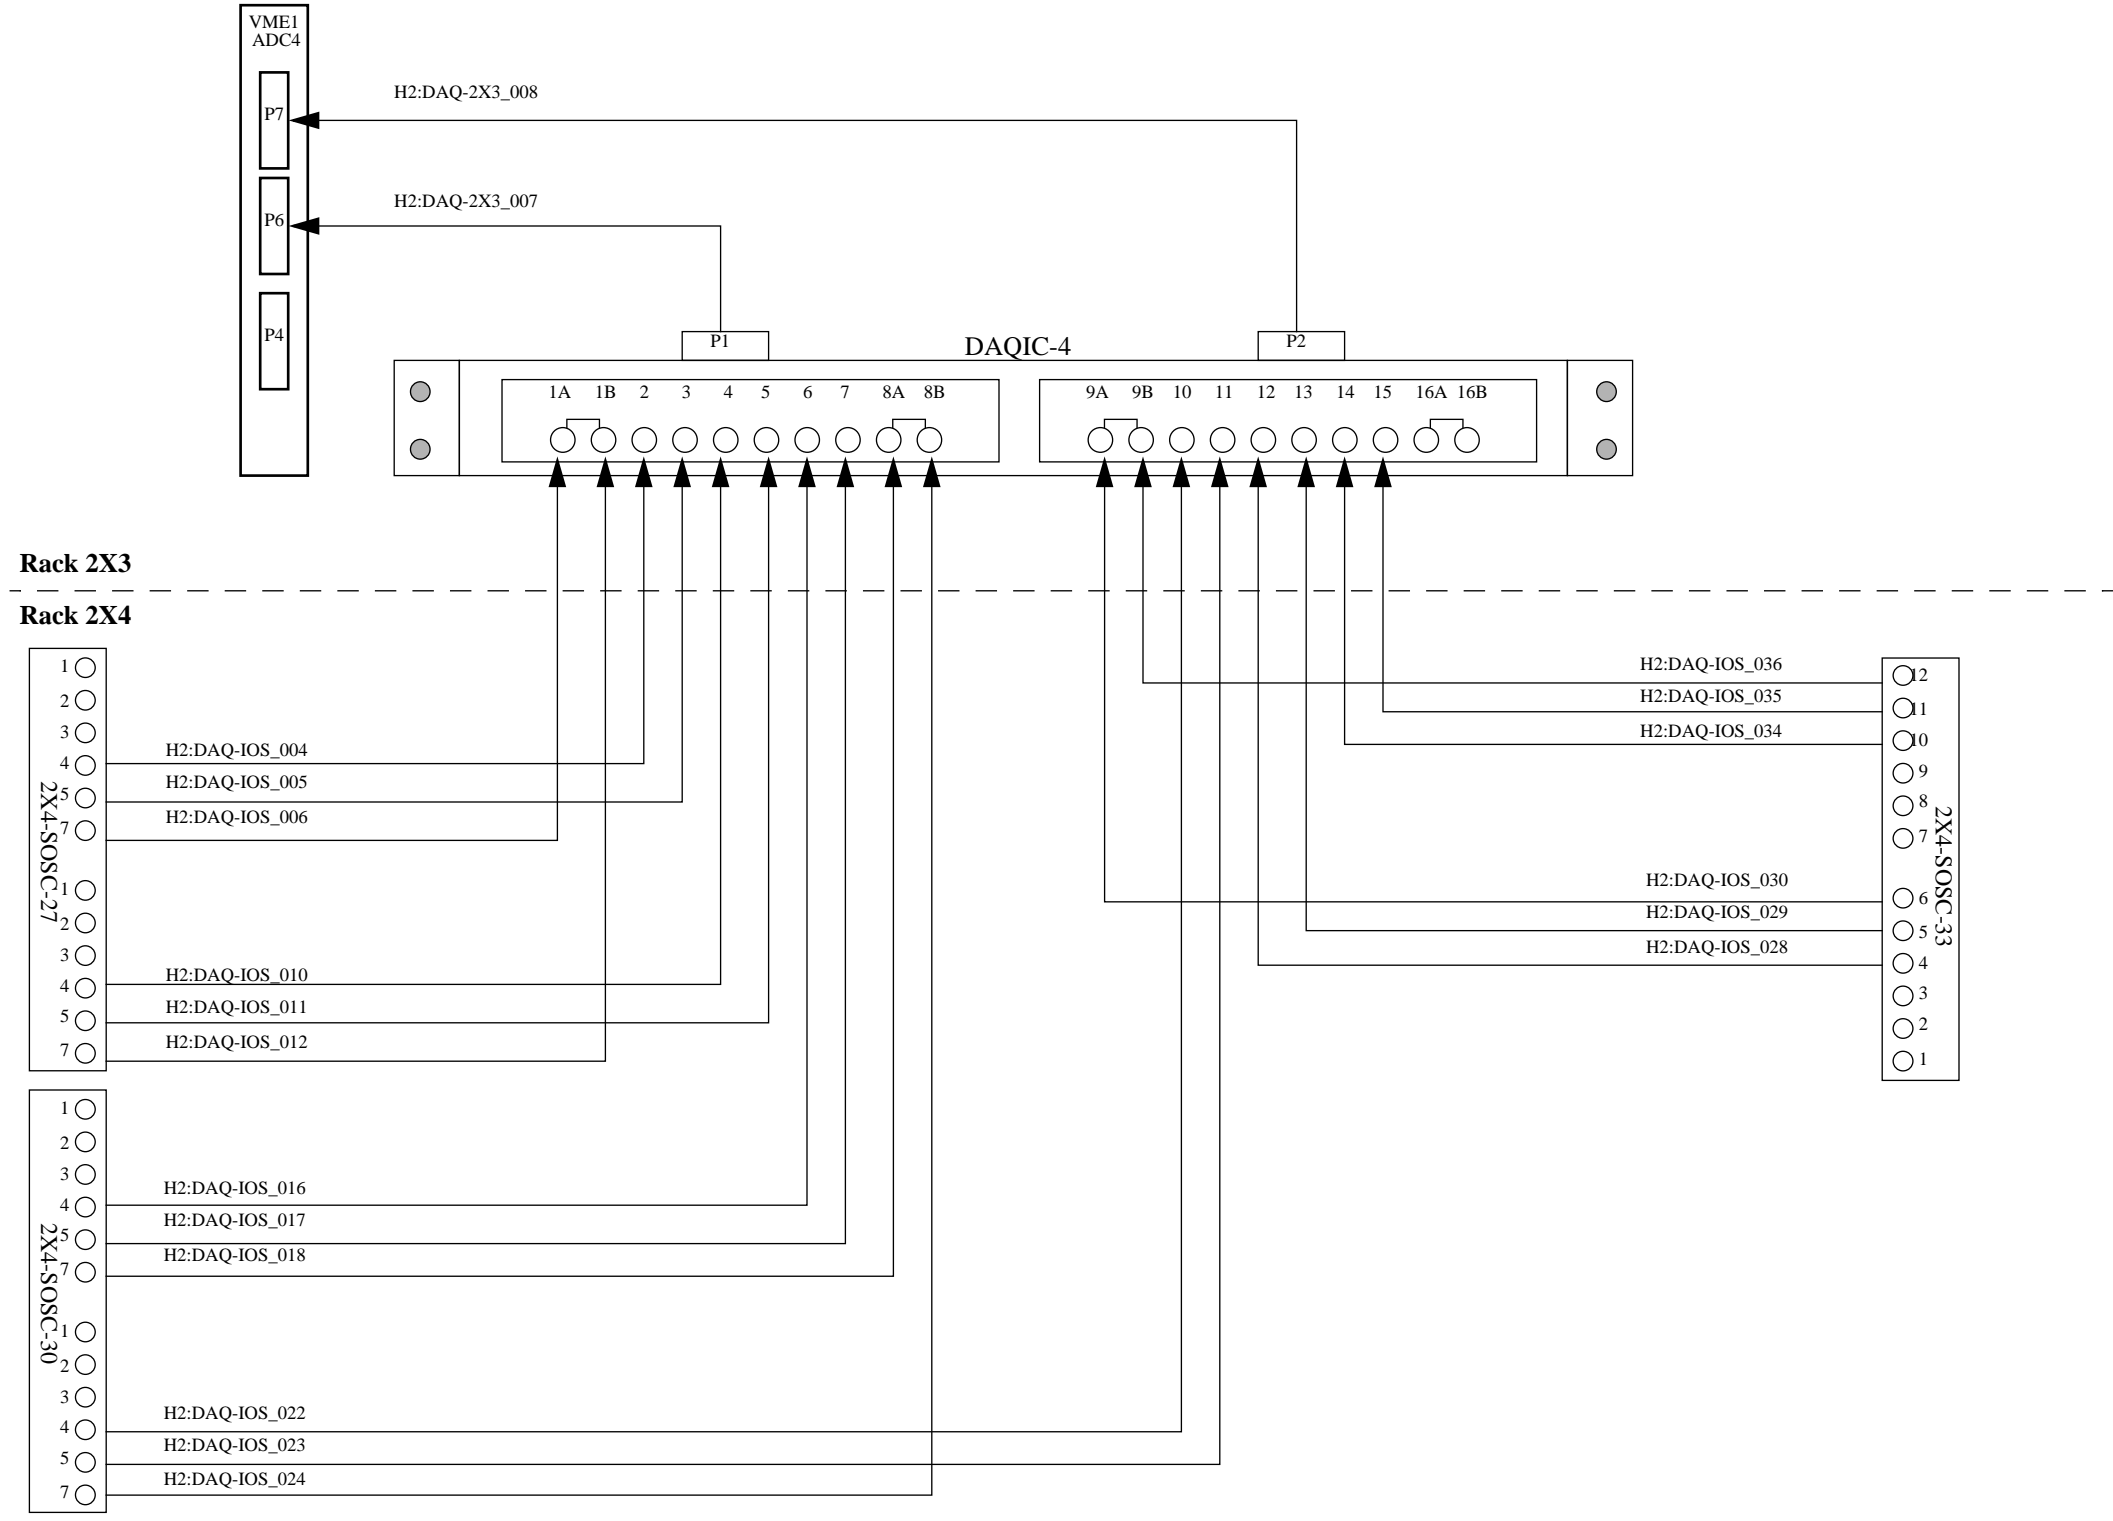 VME1
ADC4
P7
H2:DAQ-2X3_008
P6
H2:DAQ-2X3_007
P4
P1
DAQIC-4
P2
1A 1B 2 3 4 5 6 7 8A 8B
9A 9B 10 11 12 13 14 15 16A 16B
Rack 2X3
Rack 2X4
2X4-SOSC-27
1
2
3
4
H2:DAQ-IOS_004
5
H2:DAQ-IOS_005
7
H2:DAQ-IOS_006
1
2
3
4
H2:DAQ-IOS_010
5
H2:DAQ-IOS_011
7
H2:DAQ-IOS_012
2X4-SOSC-30
1
2
3
4
H2:DAQ-IOS_016
5
H2:DAQ-IOS_017
7
H2:DAQ-IOS_018
1
2
3
4
H2:DAQ-IOS_022
5
H2:DAQ-IOS_023
7
H2:DAQ-IOS_024
2X4-SOSC-33
H2:DAQ-IOS_036
12
H2:DAQ-IOS_035
11
H2:DAQ-IOS_034
10
9
8
7
H2:DAQ-IOS_030
6
H2:DAQ-IOS_029
5
H2:DAQ-IOS_028
4
3
2
1